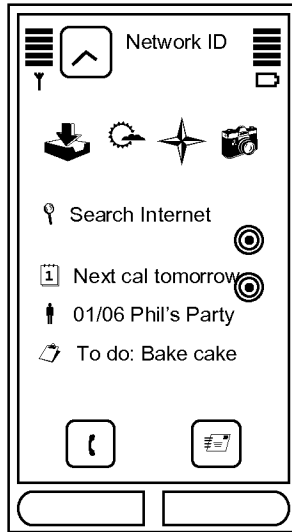 Network ID
Search Internet
1 Next cal tomorrow
01/06 Phil's Party
To do: Bake cake